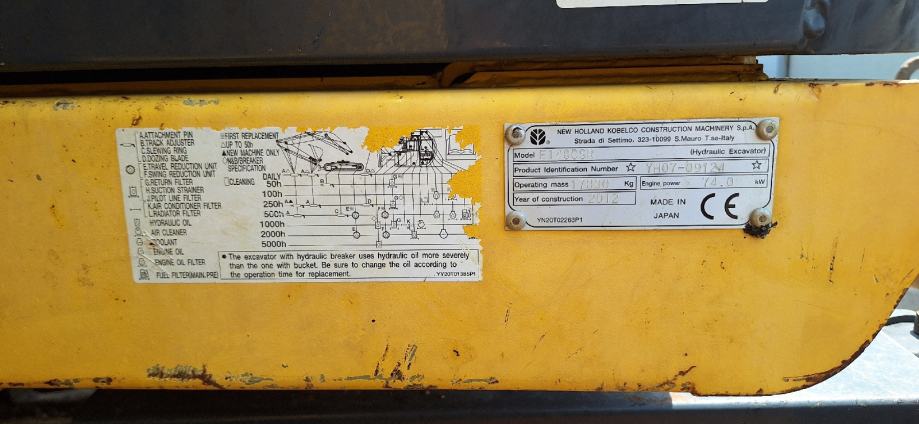 A.ATTACHMENT PIN
B.TRACK ADJUSTER
C.SLEWING RING
D.DOZING BLADE
E.TRAVEL REDUCTION UNIT
F.SWING REDUCTION UNIT
G.RETURN FILTER
H.SUCTION STRAINER
J.PILOT LINE FILTER
K.AIR CONDITIONER FILTER
L.RADIATOR FILTER
HYDRAULIC OIL
AIR CLEANER
COOLANT
ENGINE OIL
ENGINE OIL FILTER
FUEL FILTER(MAIN.PRE)
FIRST REPLACEMENT
UP TO 50h
NEW MACHINE ONLY
N&B/BREAKER
SPECIFICATION
CLEANING
DAILY
50h
100h
250h
500h
1000h
2000h
5000h
• The excavator with hydraulic breaker uses hydraulic oil more severely
than the one with bucket. Be sure to change the oil according to
the operation time for replacement.
YY20T01385P1
NEW HOLLAND KOBELCO CONSTRUCTION MACHINERY S.p.A.
Strada di Settimo. 323-10099 S.Mauro T.se-Italy
Model (Hydraulic Excavator)
Product Identification Number ☆ ☆
Operating mass Kg Engine power 74.0 kW
Year of construction 2012
MADE IN
JAPAN
CE
YN20T02263P1